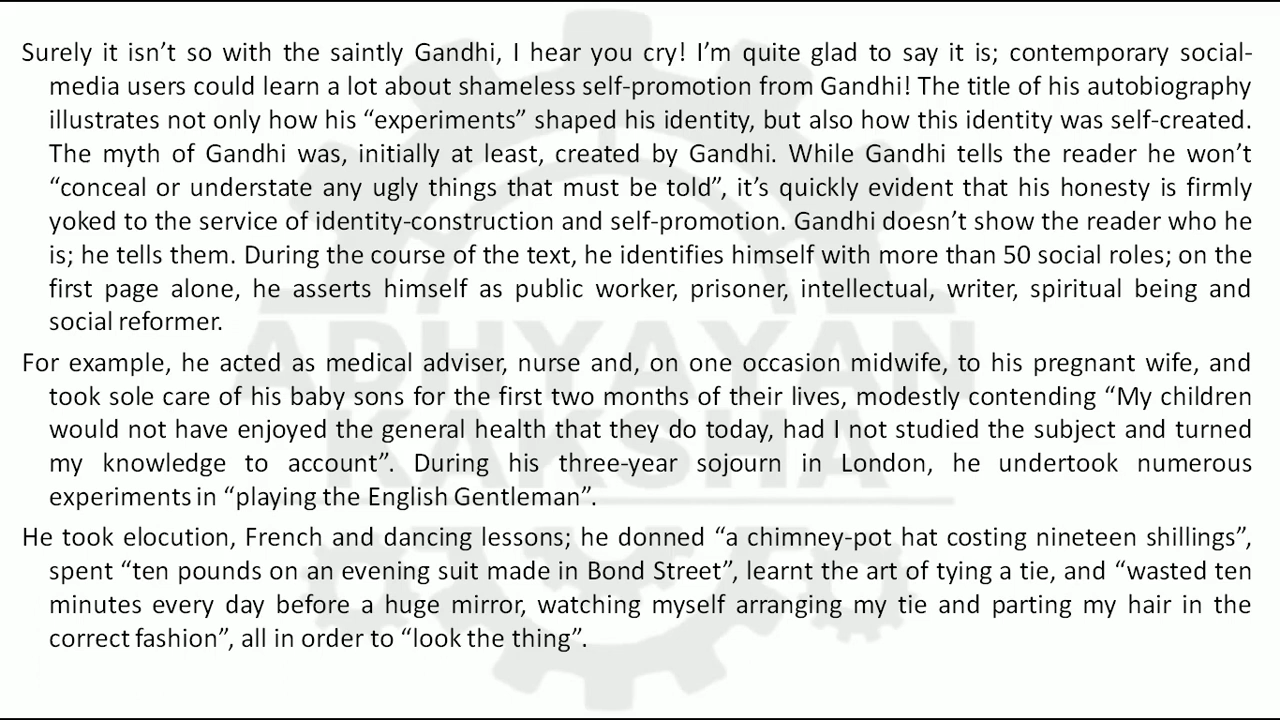 Surely it isn’t so with the saintly Gandhi, I hear you cry! I’m quite glad to say it is; contemporary social-
media users could learn a lot about shameless self-promotion from Gandhi! The title of his autobiography
illustrates not only how his “experiments” shaped his identity, but also how this identity was self-created.
The myth of Gandhi was, initially at least, created by Gandhi. While Gandhi tells the reader he won’t
“conceal or understate any ugly things that must be told”, it’s quickly evident that his honesty is firmly
yoked to the service of identity-construction and self-promotion. Gandhi doesn’t show the reader who he
is; he tells them. During the course of the text, he identifies himself with more than 50 social roles; on the
first page alone, he asserts himself as public worker, prisoner, intellectual, writer, spiritual being and
social reformer.
For example, he acted as medical adviser, nurse and, on one occasion midwife, to his pregnant wife, and
took sole care of his baby sons for the first two months of their lives, modestly contending “My children
would not have enjoyed the general health that they do today, had I not studied the subject and turned
my knowledge to account”. During his three-year sojourn in London, he undertook numerous
experiments in “playing the English Gentleman”.
He took elocution, French and dancing lessons; he donned “a chimney-pot hat costing nineteen shillings”,
spent “ten pounds on an evening suit made in Bond Street”, learnt the art of tying a tie, and “wasted ten
minutes every day before a huge mirror, watching myself arranging my tie and parting my hair in the
correct fashion”, all in order to “look the thing”.
ADHYAYAN
KAKSHA